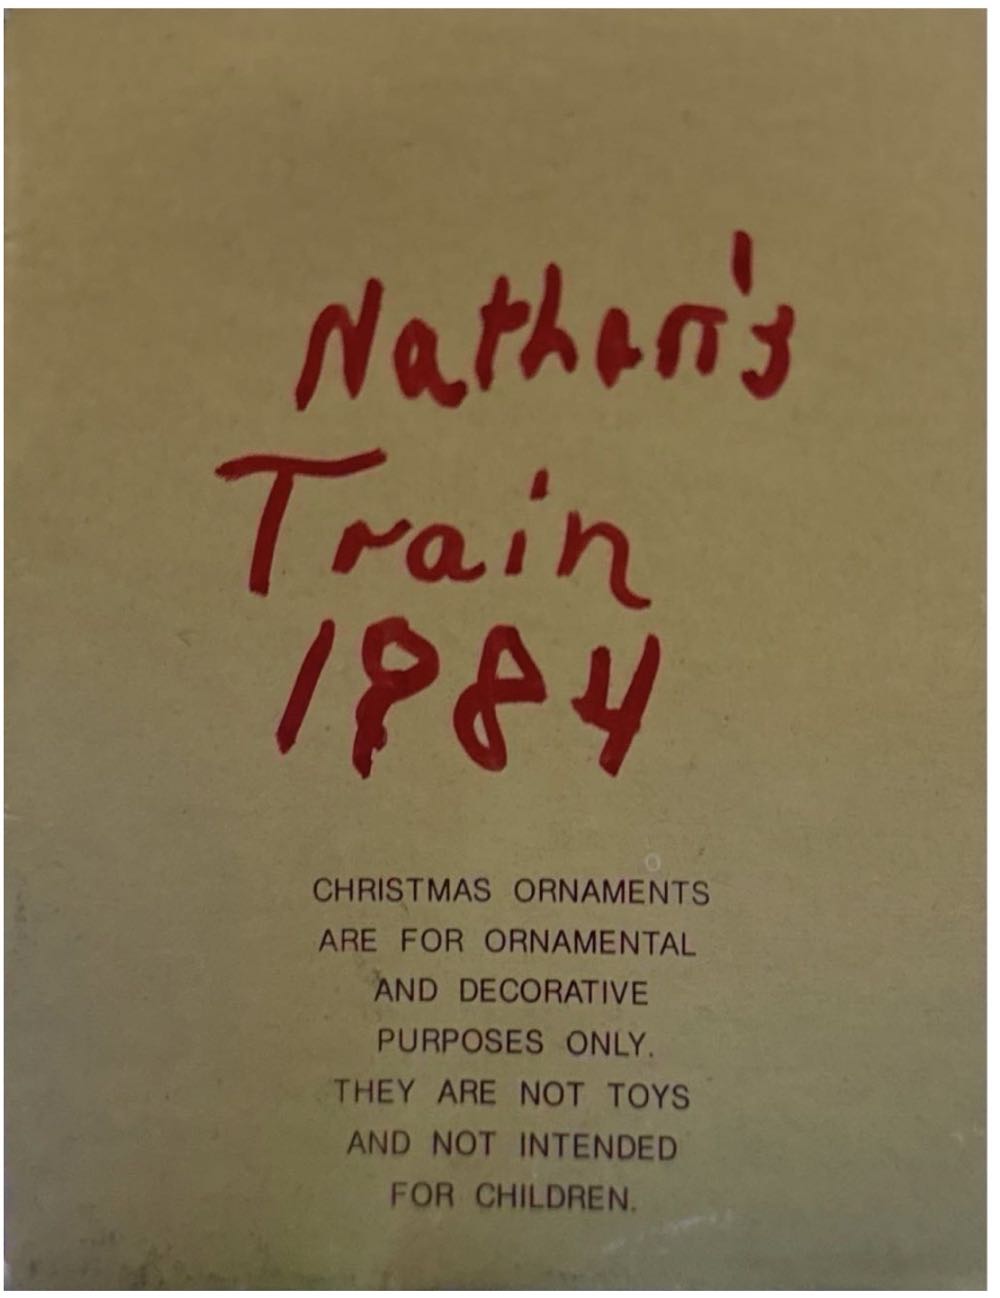 Nathan's
Train
1984
CHRISTMAS ORNAMENTS
ARE FOR ORNAMENTAL
AND DECORATIVE
PURPOSES ONLY.
THEY ARE NOT TOYS
AND NOT INTENDED
FOR CHILDREN.